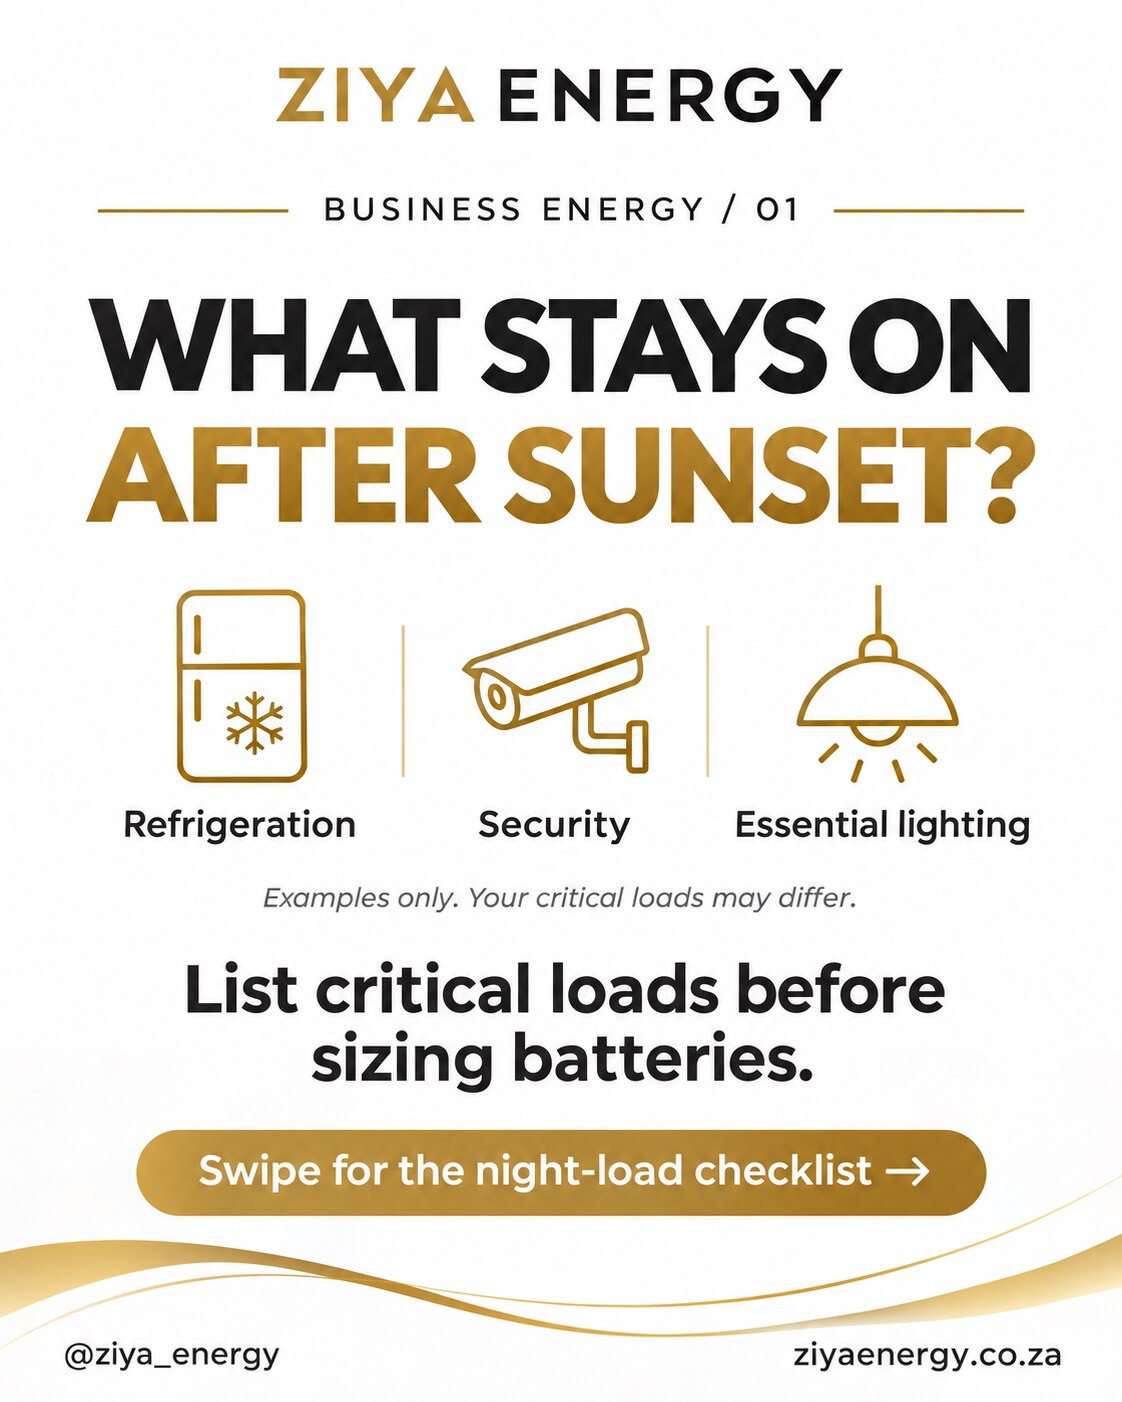 ZIYA ENERGY
BUSINESS ENERGY / 01
WHAT STAYS ON
AFTER SUNSET?
Refrigeration
Security
Essential lighting
Examples only. Your critical loads may differ.
List critical loads before
sizing batteries.
Swipe for the night-load checklist →
@ziya_energy
ziyaenergy.co.za